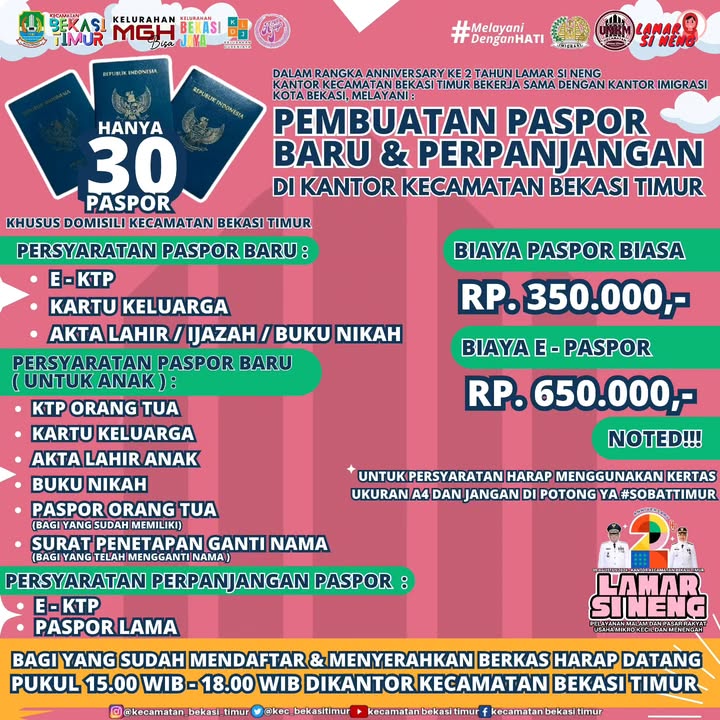 KECAMATAN
BEKASI
TIMUR
KELURAHAN
MGH
Bisa
KELURAHAN
BEKASI
JAYA
#Melayani
DenganHATI
IMIGRASI
UMKM
LAMAR
SI NENG
DALAM RANGKA ANNIVERSARY KE 2 TAHUN LAMAR SI NENG
KANTOR KECAMATAN BEKASI TIMUR BEKERJA SAMA DENGAN KANTOR IMIGRASI
KOTA BEKASI, MELAYANI :
REPUBLIK INDONESIA
HANYA
30
PASPOR
PEMBUATAN PASPOR
BARU & PERPANJANGAN
DI KANTOR KECAMATAN BEKASI TIMUR
KHUSUS DOMISILI KECAMATAN BEKASI TIMUR
PERSYARATAN PASPOR BARU :
• E - KTP
• KARTU KELUARGA
• AKTA LAHIR / IJAZAH / BUKU NIKAH
PERSYARATAN PASPOR BARU
( UNTUK ANAK ) :
• KTP ORANG TUA
• KARTU KELUARGA
• AKTA LAHIR ANAK
• BUKU NIKAH
• PASPOR ORANG TUA
(BAGI YANG SUDAH MEMILIKI)
• SURAT PENETAPAN GANTI NAMA
(BAGI YANG TELAH MENGGANTI NAMA )
PERSYARATAN PERPANJANGAN PASPOR :
• E - KTP
• PASPOR LAMA
BIAYA PASPOR BIASA
RP. 350.000,-
BIAYA E - PASPOR
RP. 650.000,-
NOTED!!!
UNTUK PERSYARATAN HARAP MENGGUNAKAN KERTAS
UKURAN A4 DAN JANGAN DI POTONG YA #SOBATTIMUR
ANNIVERSARY
2
LAMAR
SI NENG
PELAYANAN MALAM DAN PASAR RAKYAT
USAHA MIKRO KECIL DAN MENENGAH
BAGI YANG SUDAH MENDAFTAR & MENYERAHKAN BERKAS HARAP DATANG
PUKUL 15.00 WIB - 18.00 WIB DIKANTOR KECAMATAN BEKASI TIMUR
@kecamatan_bekasi_timur @kec_bekasitimur kecamatan bekasi timur kecamatan bekasi timur